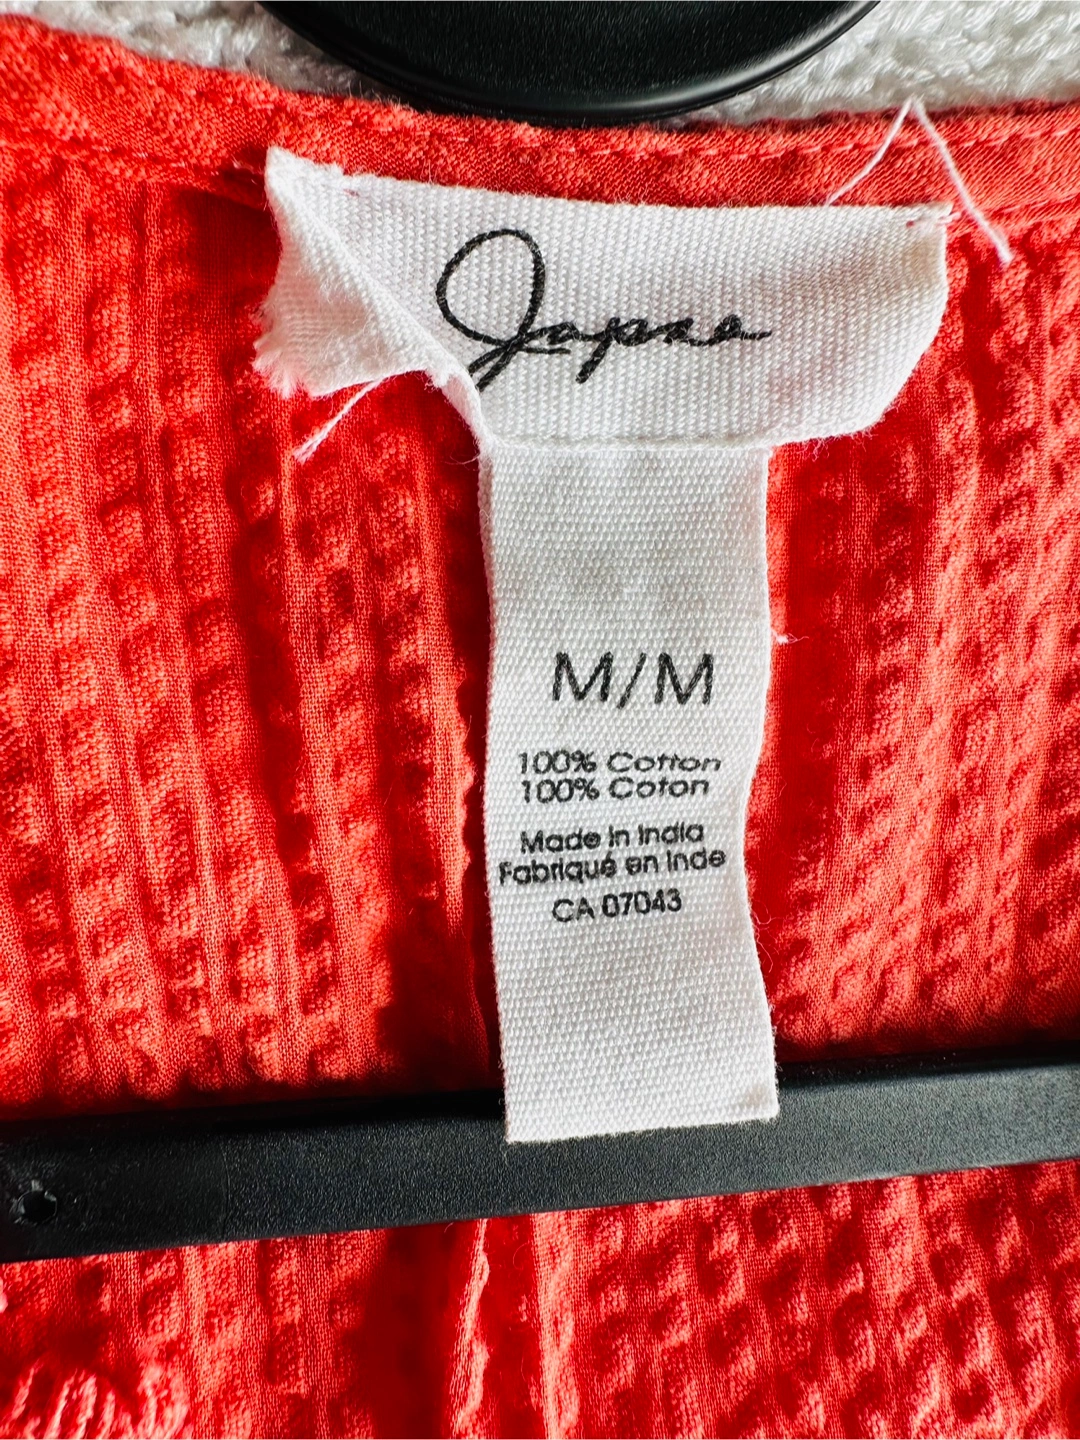 Japna
M/M
100% Cotton
100% Coton
Made in India
Fabriqué en Inde
CA 07043